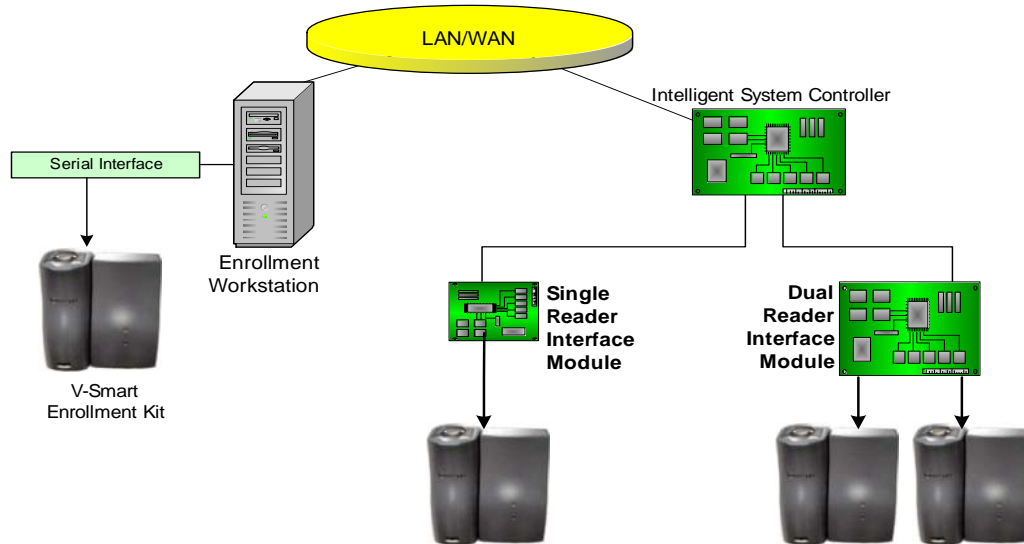 LAN/WAN
Intelligent System Controller
Serial Interface
Enrollment
Workstation
V-Smart
Enrollment Kit
Single
Reader
Interface
Module
Dual
Reader
Interface
Module